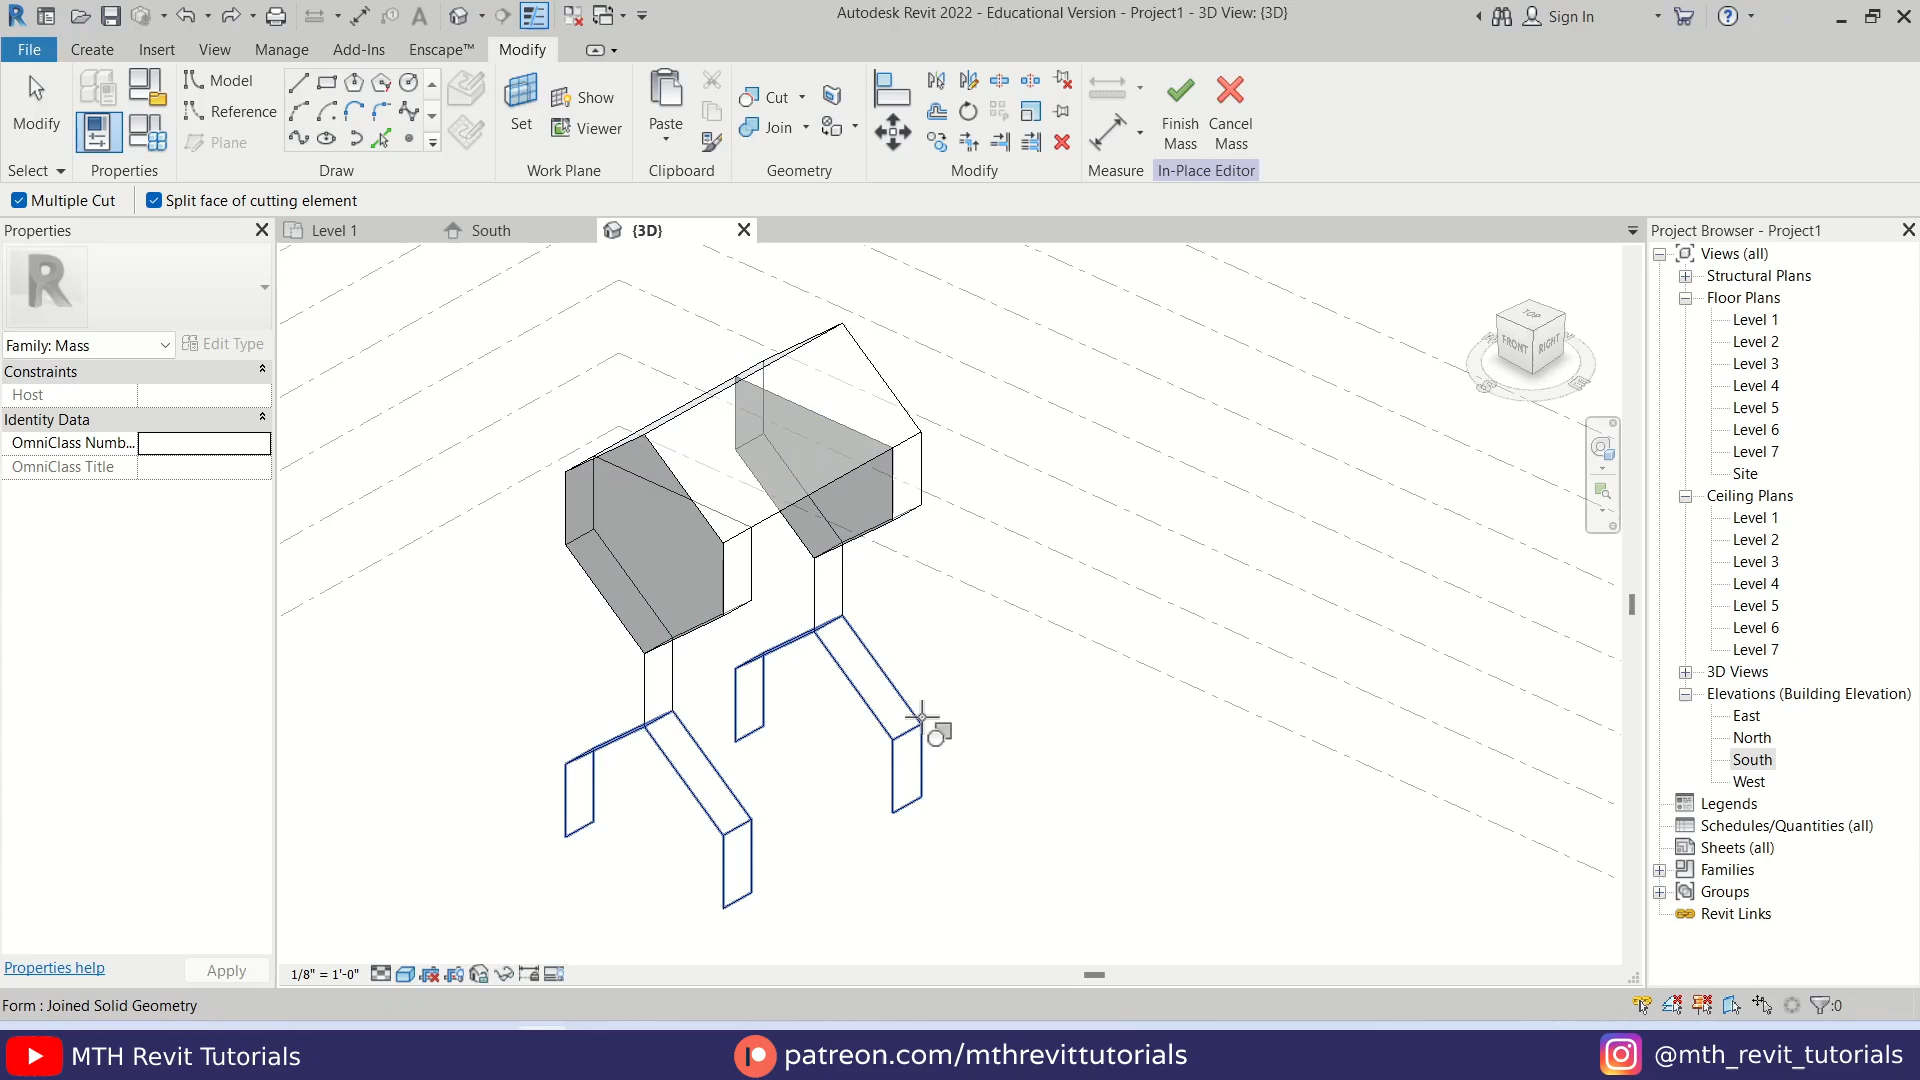 Autodesk Revit 2022 - Educational Version - Project1 - 3D View: {3D}
Sign In
File
Create
Insert
View
Manage
Add-Ins
Enscape™
Modify
Modify
Select
Properties
Model
Reference
Plane
Draw
Set
Show
Viewer
Work Plane
Paste
Clipboard
Cut
Join
Geometry
Modify
Measure
Finish Mass
Cancel Mass
In-Place Editor
Multiple Cut
Split face of cutting element
Properties
Level 1
South
{3D}
Project Browser - Project1
R
Family: Mass
Edit Type
Constraints
Host
Identity Data
OmniClass Numb...
OmniClass Title
TOP
FRONT
RIGHT
Views (all)
Structural Plans
Floor Plans
Level 1
Level 2
Level 3
Level 4
Level 5
Level 6
Level 7
Site
Ceiling Plans
Level 1
Level 2
Level 3
Level 4
Level 5
Level 6
Level 7
3D Views
Elevations (Building Elevation)
East
North
South
West
Legends
Schedules/Quantities (all)
Sheets (all)
Families
Groups
Revit Links
Properties help
Apply
1/8" = 1'-0"
Form : Joined Solid Geometry
:0
MTH Revit Tutorials
patreon.com/mthrevittutorials
@mth_revit_tutorials